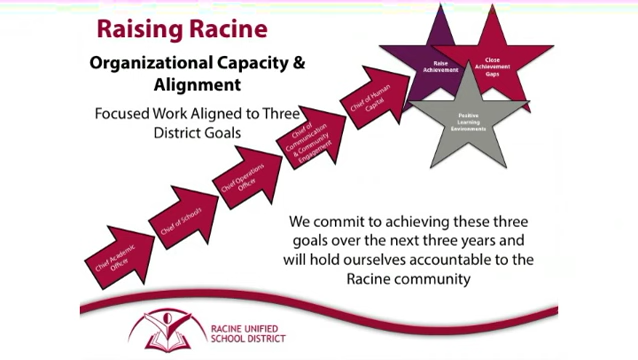 Raising Racine
Organizational Capacity &
Alignment
Focused Work Aligned to Three
District Goals
Raise
Achievement
Close
Achievement
Gaps
Positive
Learning
Environments
Chief of Human
Capital
Chief of
Communication
& Community
Engagement
Chief Operations
Officer
Chief of Schools
Chief Academic
Officer
We commit to achieving these three
goals over the next three years and
will hold ourselves accountable to the
Racine community
RACINE UNIFIED
SCHOOL DISTRICT